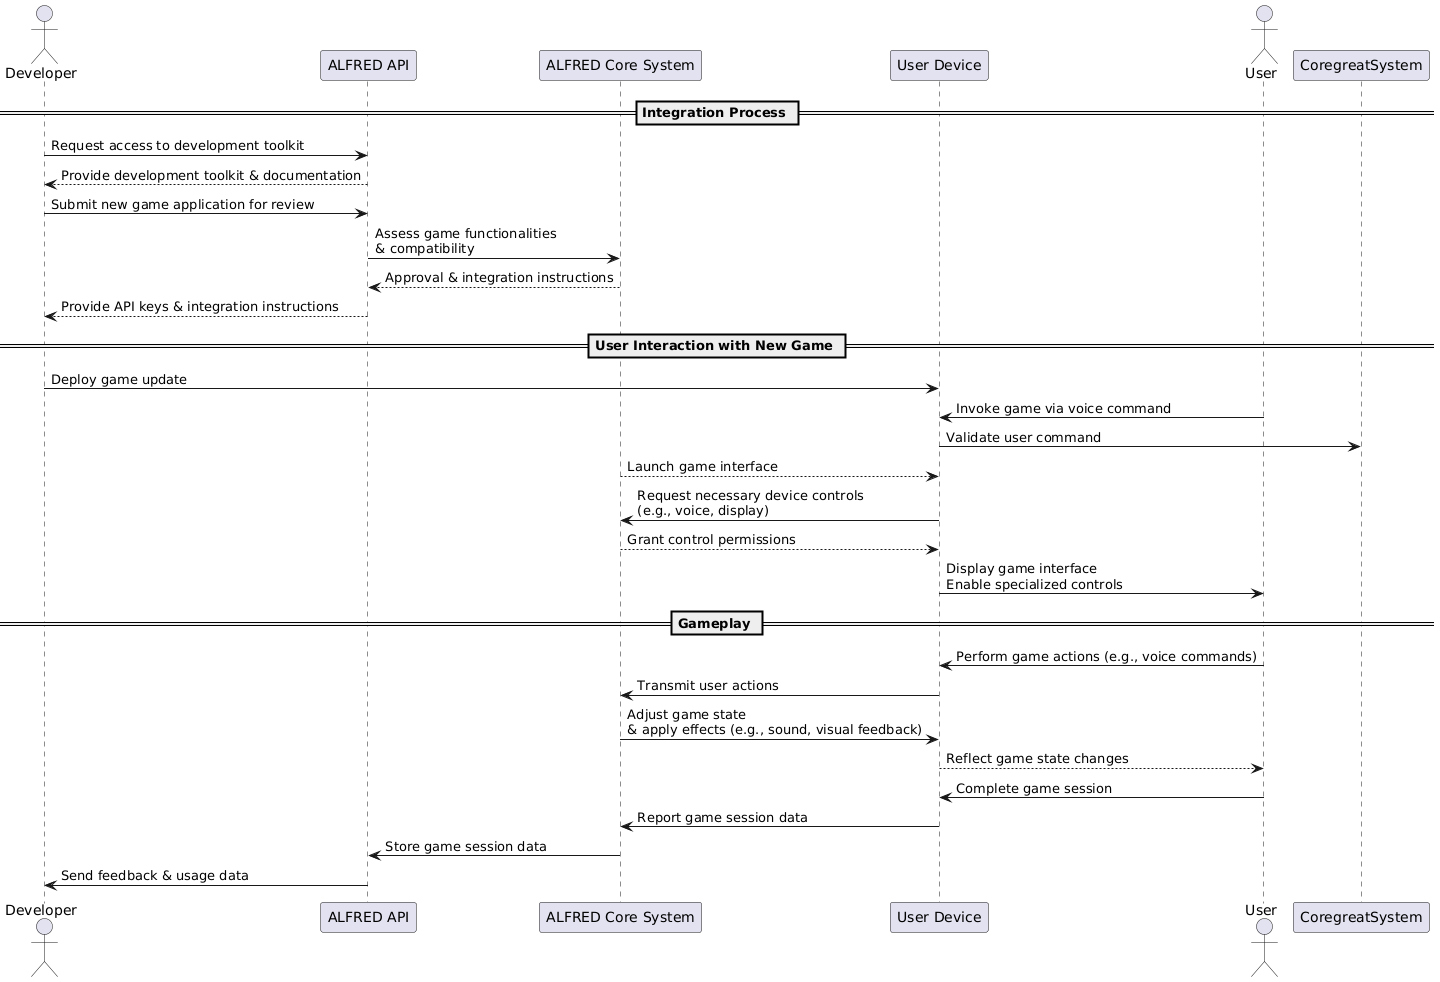 Developer
ALFRED API
ALFRED Core System
User Device
User
CoregreatSystem
Integration Process
Request access to development toolkit
Provide development toolkit & documentation
Submit new game application for review
Assess game functionalities
& compatibility
Approval & integration instructions
Provide API keys & integration instructions
User Interaction with New Game
Deploy game update
Invoke game via voice command
Validate user command
Launch game interface
Request necessary device controls
(e.g., voice, display)
Grant control permissions
Display game interface
Enable specialized controls
Gameplay
Perform game actions (e.g., voice commands)
Transmit user actions
Adjust game state
& apply effects (e.g., sound, visual feedback)
Reflect game state changes
Complete game session
Report game session data
Store game session data
Send feedback & usage data
Developer
ALFRED API
ALFRED Core System
User Device
User
CoregreatSystem